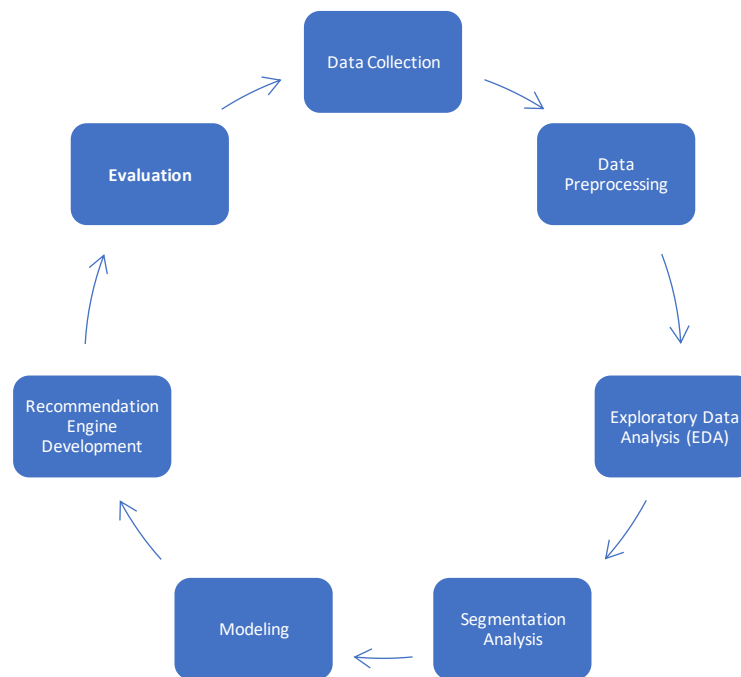 Data Collection
Data
Preprocessing
Exploratory Data
Analysis (EDA)
Segmentation
Analysis
Modeling
Recommendation
Engine
Development
Evaluation